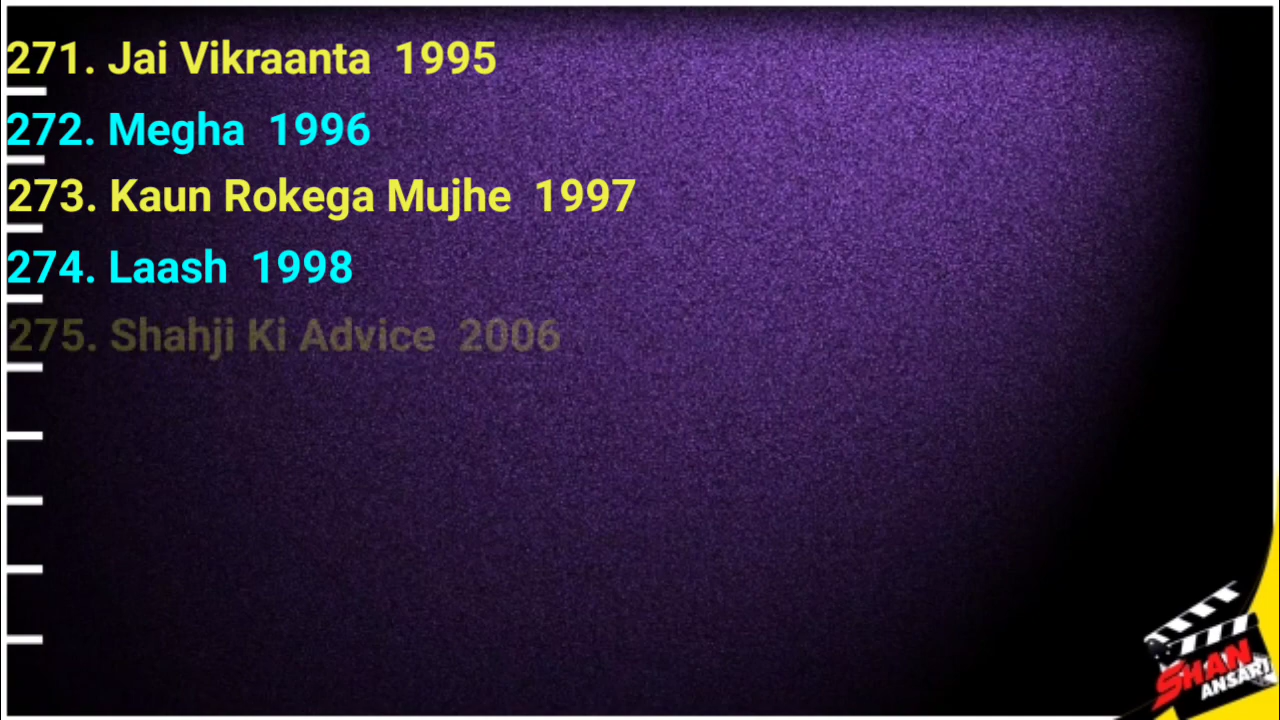 271. Jai Vikraanta 1995
272. Megha 1996
273. Kaun Rokega Mujhe 1997
274. Laash 1998
275. Shahji Ki Advice 2006
SHAN
ANSARI